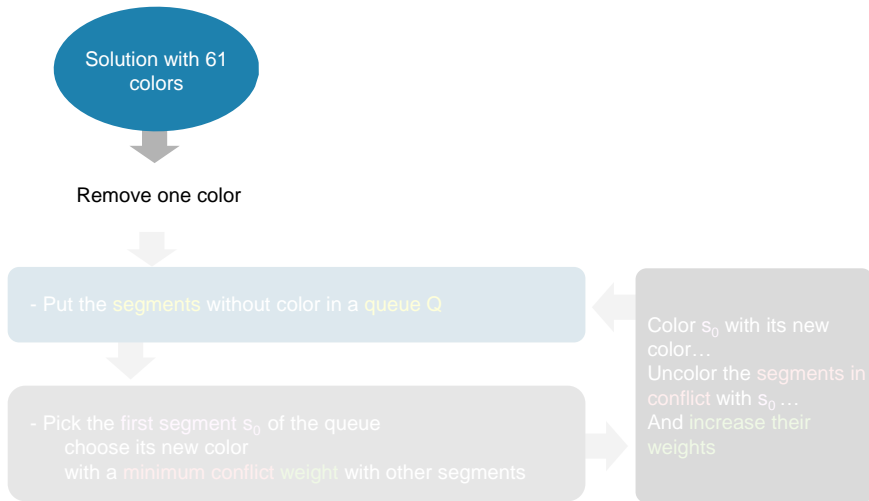 Solution with 61
colors
Remove one color
- Put the segments without color in a queue Q
Color s₀ with its new
color…
Uncolor the segments in
conflict with s₀ …
And increase their
weights
- Pick the first segment s₀ of the queue
choose its new color
with a minimum conflict weight with other segments